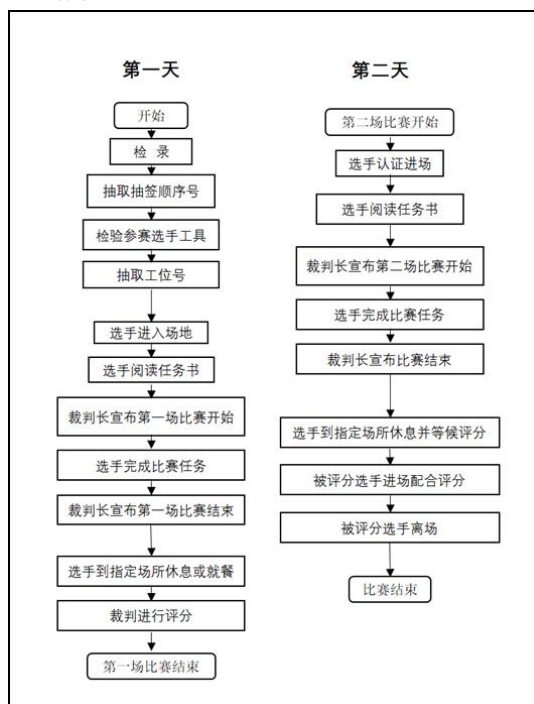 第一天
开始
检 录
抽取抽签顺序号
检验参赛选手工具
抽取工位号
选手进入场地
选手阅读任务书
裁判长宣布第一场比赛开始
选手完成比赛任务
裁判长宣布第一场比赛结束
选手到指定场所休息或就餐
裁判进行评分
第一场比赛结束
第二天
第二场比赛开始
选手认证进场
选手阅读任务书
裁判长宣布第二场比赛开始
选手完成比赛任务
裁判长宣布比赛结束
选手到指定场所休息并等候评分
被评分选手进场配合评分
被评分选手离场
比赛结束